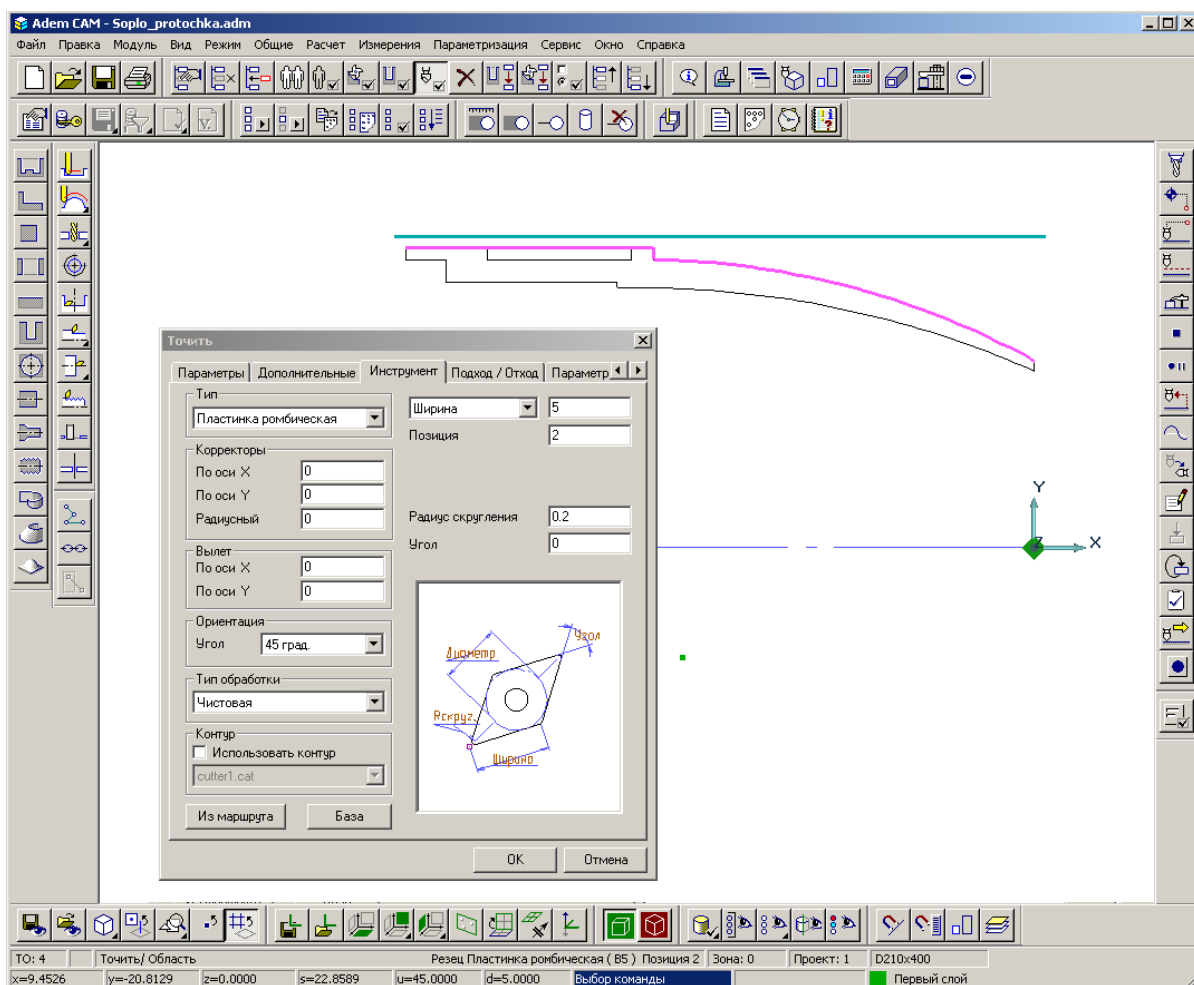 Adem CAM - Soplo_protochka.adm
Файл Правка Модуль Вид Режим Общие Расчет Измерения Параметризация Сервис Окно Справка
Точить
Параметры Дополнительные Инструмент Подход / Отход Параметр
Тип
Пластинка ромбическая
Ширина 5
Позиция 2
Корректоры
По оси X 0
По оси Y 0
Радиусный 0
Радиус скругления 0.2
Угол 0
Вылет
По оси X 0
По оси Y 0
Ориентация
Угол 45 град.
Тип обработки
Чистовая
Контур
Использовать контур
cutter1.cat
Из маршрута База
Диаметр
Угол
Rскруг.
Ширина
OK Отмена
Y
Z
X
ТО: 4 Точить/ Область Резец Пластинка ромбическая ( B5 ) Позиция 2 Зона: 0 Проект: 1 D210x400
x=9.4526 y=-20.8129 z=0.0000 s=22.8589 u=45.0000 d=5.0000 Выбор команды Первый слой